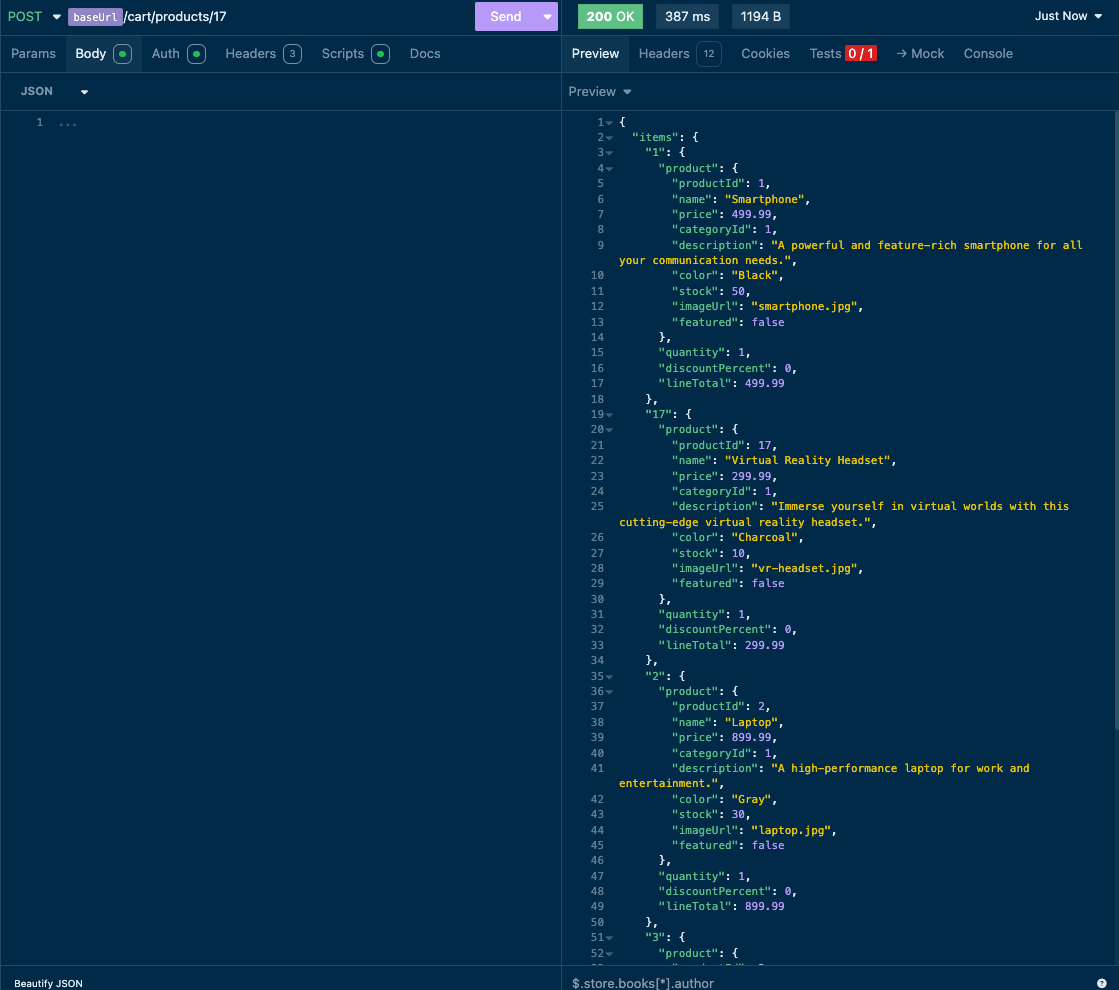 POST baseUrl/cart/products/17 Send 200 OK 387 ms 1194 B Just Now
Params Body Auth Headers 3 Scripts Docs Preview Headers 12 Cookies Tests 0 / 1 → Mock Console
JSON Preview
1 ...
1 {
2 "items": {
3 "1": {
4 "product": {
5 "productId": 1,
6 "name": "Smartphone",
7 "price": 499.99,
8 "categoryId": 1,
9 "description": "A powerful and feature-rich smartphone for all
your communication needs.",
10 "color": "Black",
11 "stock": 50,
12 "imageUrl": "smartphone.jpg",
13 "featured": false
14 },
15 "quantity": 1,
16 "discountPercent": 0,
17 "lineTotal": 499.99
18 },
19 "17": {
20 "product": {
21 "productId": 17,
22 "name": "Virtual Reality Headset",
23 "price": 299.99,
24 "categoryId": 1,
25 "description": "Immerse yourself in virtual worlds with this
cutting-edge virtual reality headset.",
26 "color": "Charcoal",
27 "stock": 10,
28 "imageUrl": "vr-headset.jpg",
29 "featured": false
30 },
31 "quantity": 1,
32 "discountPercent": 0,
33 "lineTotal": 299.99
34 },
35 "2": {
36 "product": {
37 "productId": 2,
38 "name": "Laptop",
39 "price": 899.99,
40 "categoryId": 1,
41 "description": "A high-performance laptop for work and
entertainment.",
42 "color": "Gray",
43 "stock": 30,
44 "imageUrl": "laptop.jpg",
45 "featured": false
46 },
47 "quantity": 1,
48 "discountPercent": 0,
49 "lineTotal": 899.99
50 },
51 "3": {
52 "product": {
Beautify JSON $.store.books[*].author